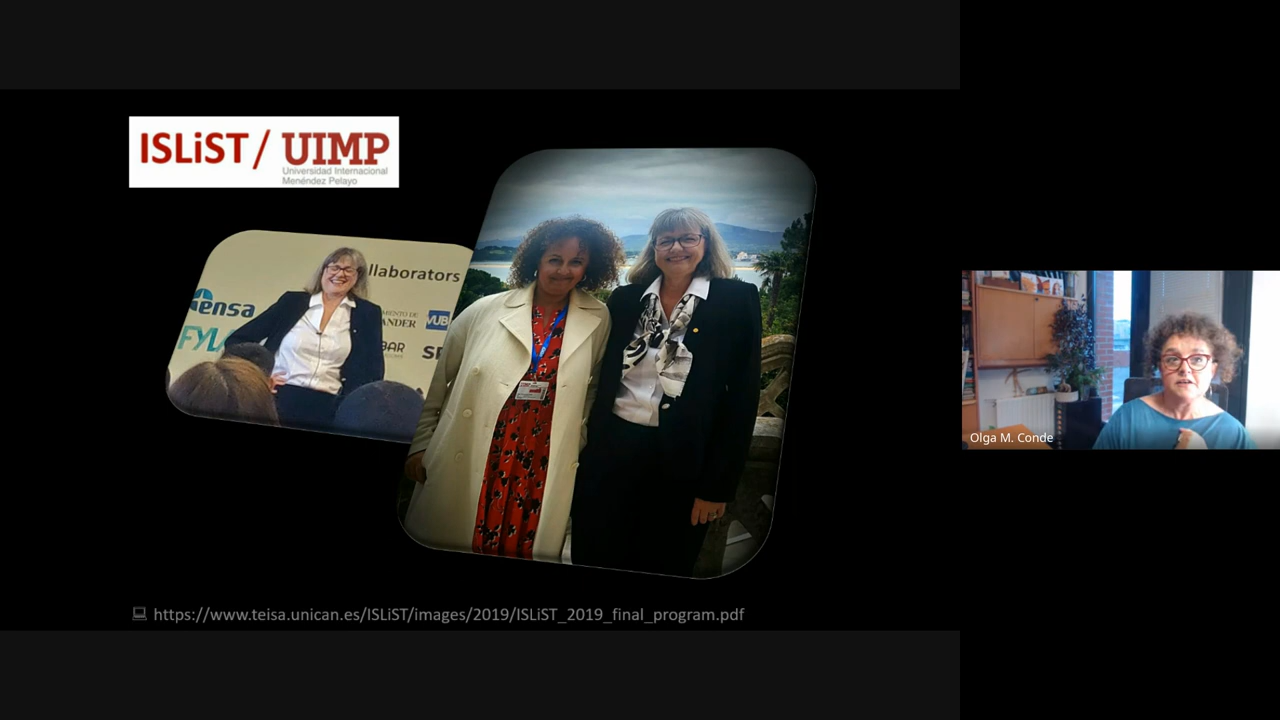 ISLiST / UIMP
Universidad Internacional
Menéndez Pelayo
llaborators
ensa
FYL
ANDER
VUB
BAR
Olga M. Conde
https://www.teisa.unican.es/ISLiST/images/2019/ISLiST_2019_final_program.pdf